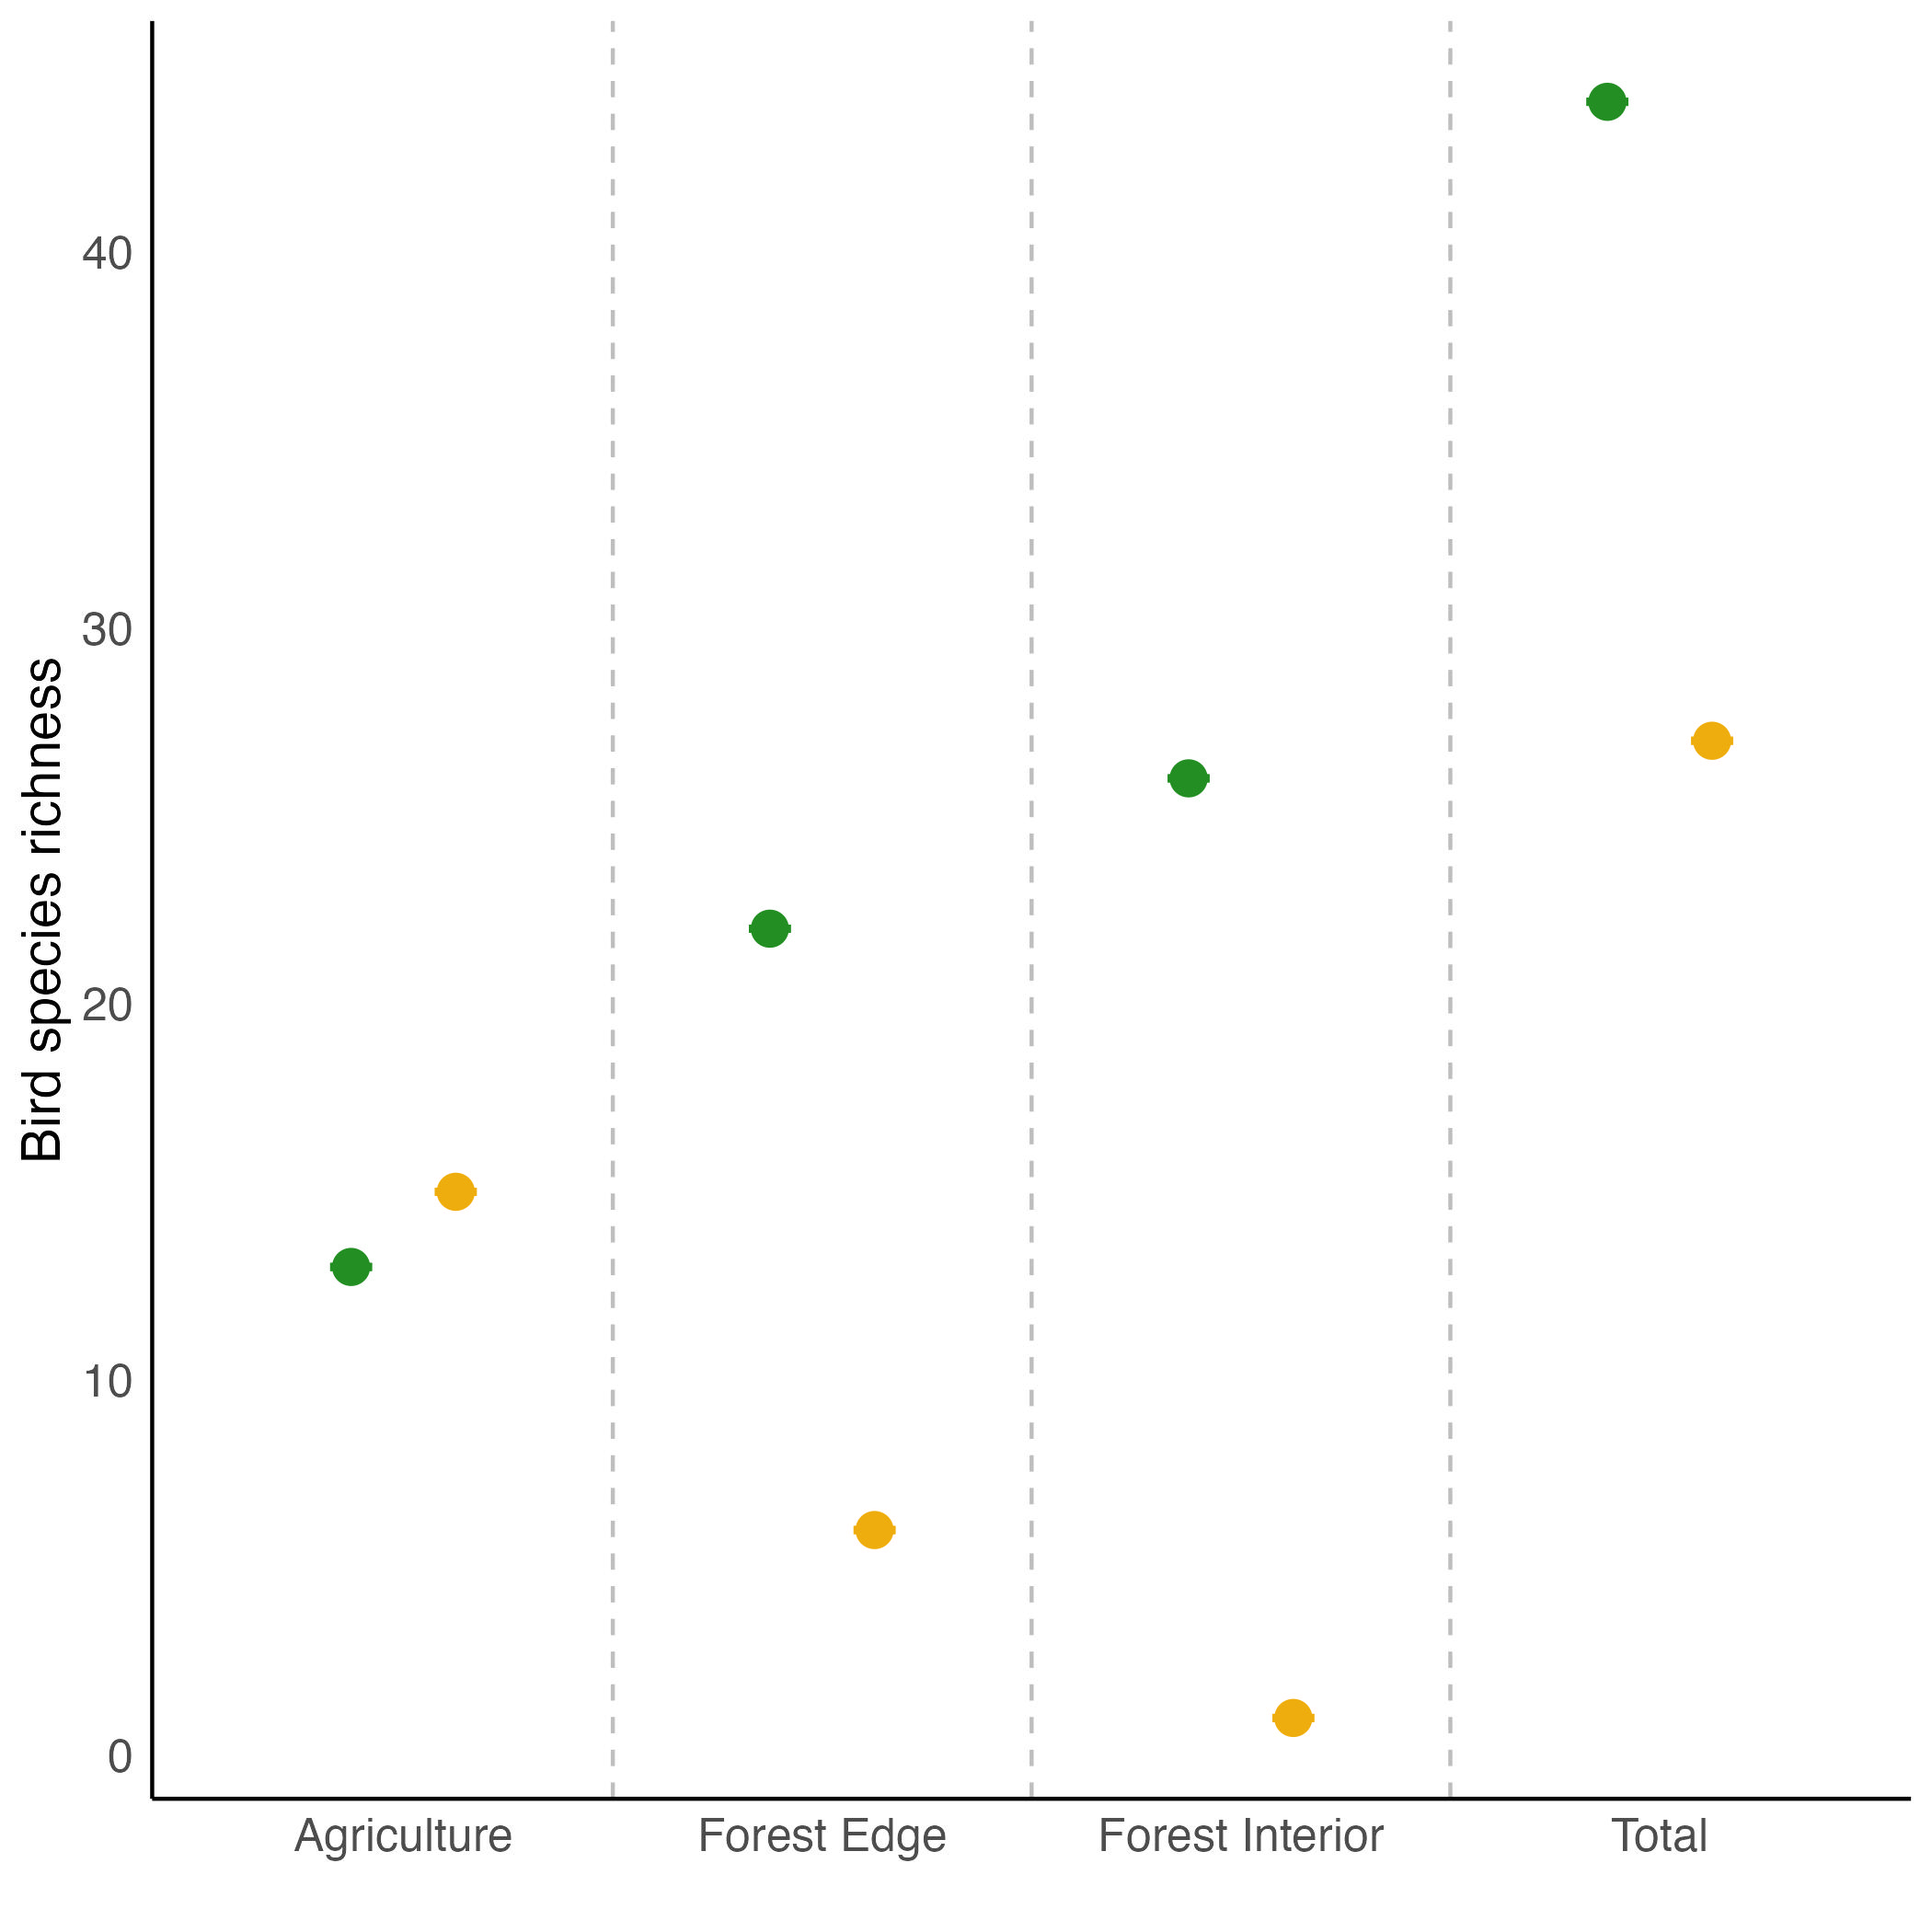 Bird species richness
40
30
20
10
0
Agriculture
Forest Edge
Forest Interior
Total